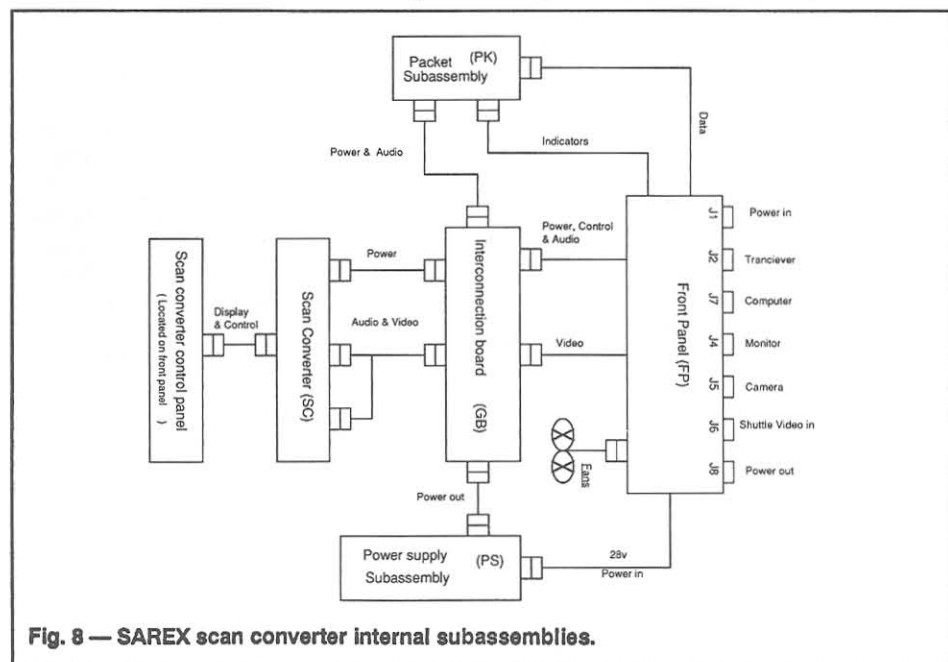 Packet (PK)
Subassembly
Data
Indicators
Power & Audio
J1 Power in
J2 Tranciever
J7 Computer
J4 Monitor
J5 Camera
J6 Shuttle Video in
J8 Power out
Front Panel (FP)
Power, Control
& Audio
Video
Interconnection board
(GB)
Power
Audio & Video
Scan Converter (SC)
Display
& Control
Scan converter control panel
( Located on front panel )
Fans
Power out
Power supply (PS)
Subassembly
28v
Power in
Fig. 8 — SAREX scan converter internal subassemblies.